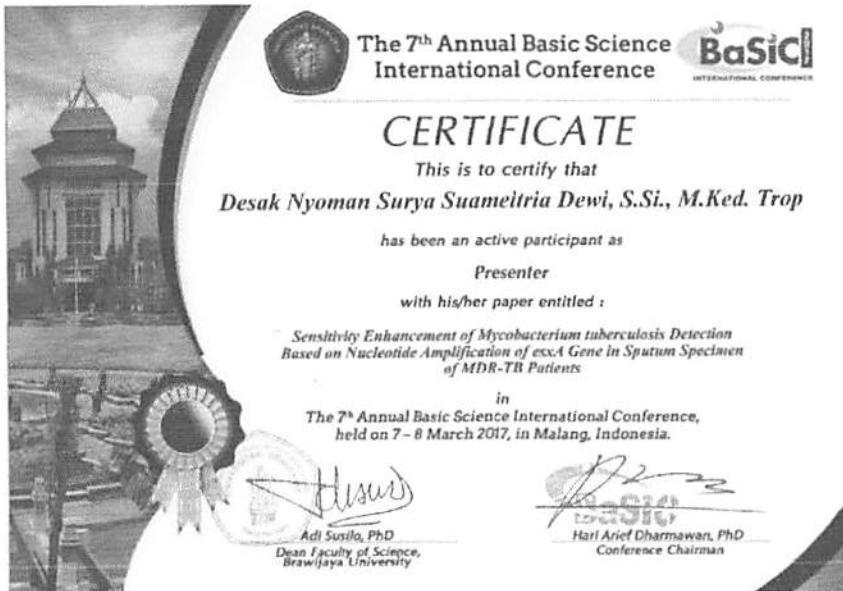 The 7th Annual Basic Science
International Conference
BaSIC
INTERNATIONAL CONFERENCE
CERTIFICATE
This is to certify that
Desak Nyoman Surya Suameitria Dewi, S.Si., M.Ked. Trop
has been an active participant as
Presenter
with his/her paper entitled :
Sensitivity Enhancement of Mycobacterium tuberculosis Detection
Based on Nucleotide Amplification of esxA Gene in Sputum Specimen
of MDR-TB Patients
in
The 7th Annual Basic Science International Conference,
held on 7 – 8 March 2017, in Malang, Indonesia.
BaSIC
Adi Susilo, PhD
Dean Faculty of Science,
Brawijaya University
Hari Arief Dharmawan, PhD
Conference Chairman